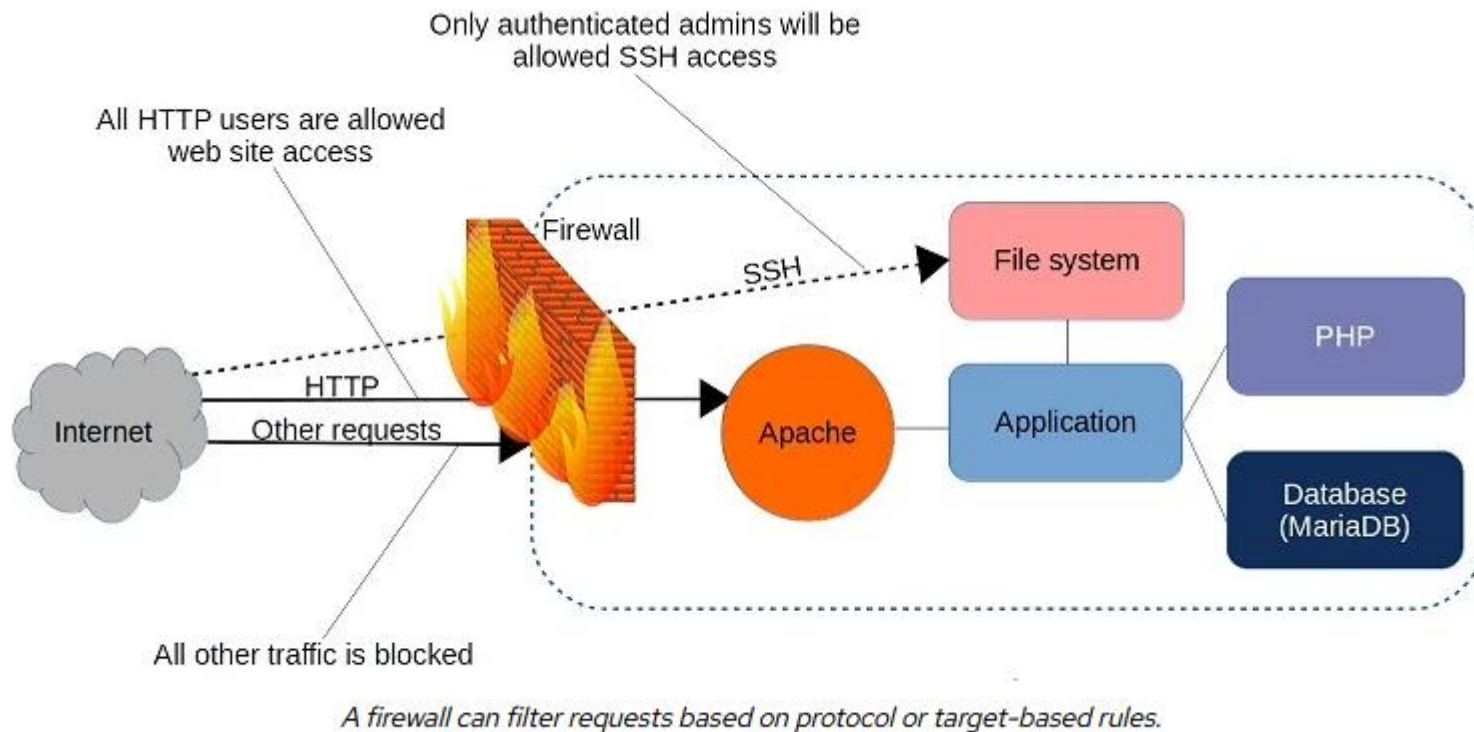 Only authenticated admins will be
allowed SSH access
All HTTP users are allowed
web site access
Firewall
SSH
File system
PHP
HTTP
Internet
Other requests
Apache
Application
Database
(MariaDB)
All other traffic is blocked
A firewall can filter requests based on protocol or target-based rules.